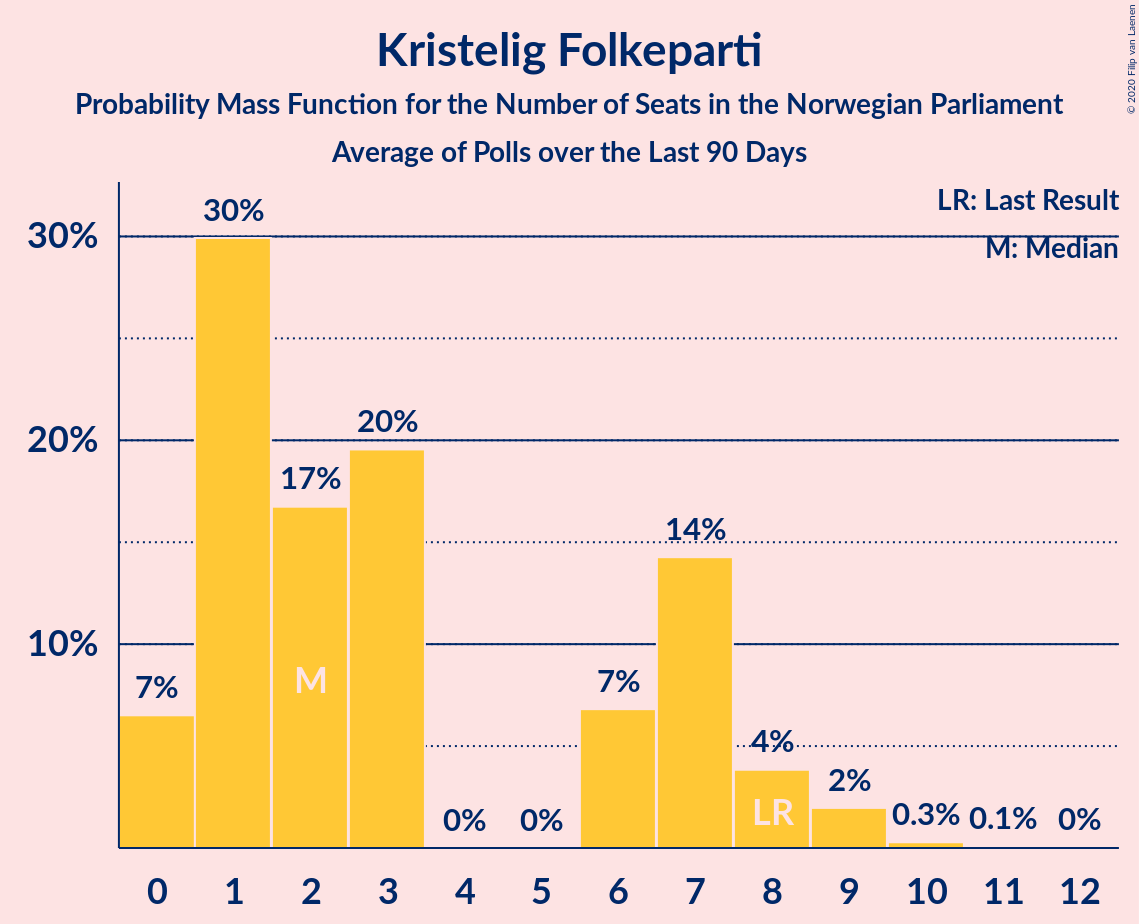 Kristelig Folkeparti
Probability Mass Function for the Number of Seats in the Norwegian Parliament
Average of Polls over the Last 90 Days
© 2020 Filip van Laenen
LR: Last Result
M: Median
30%
20%
10%
7%
30%
17%
20%
0%
0%
7%
14%
4%
2%
0.3%
0.1%
0%
M
LR
0 1 2 3 4 5 6 7 8 9 10 11 12